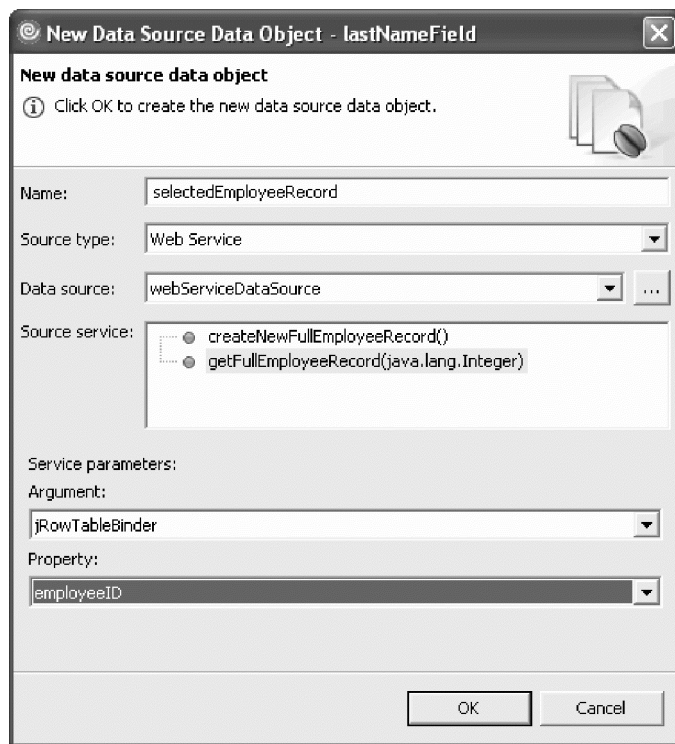 New Data Source Data Object - lastNameField
New data source data object
Click OK to create the new data source data object.
Name: selectedEmployeeRecord
Source type: Web Service
Data source: webServiceDataSource ...
Source service: createNewFullEmployeeRecord()
getFullEmployeeRecord(java.lang.Integer)
Service parameters:
Argument:
jRowTableBinder
Property:
employeeID
OK Cancel